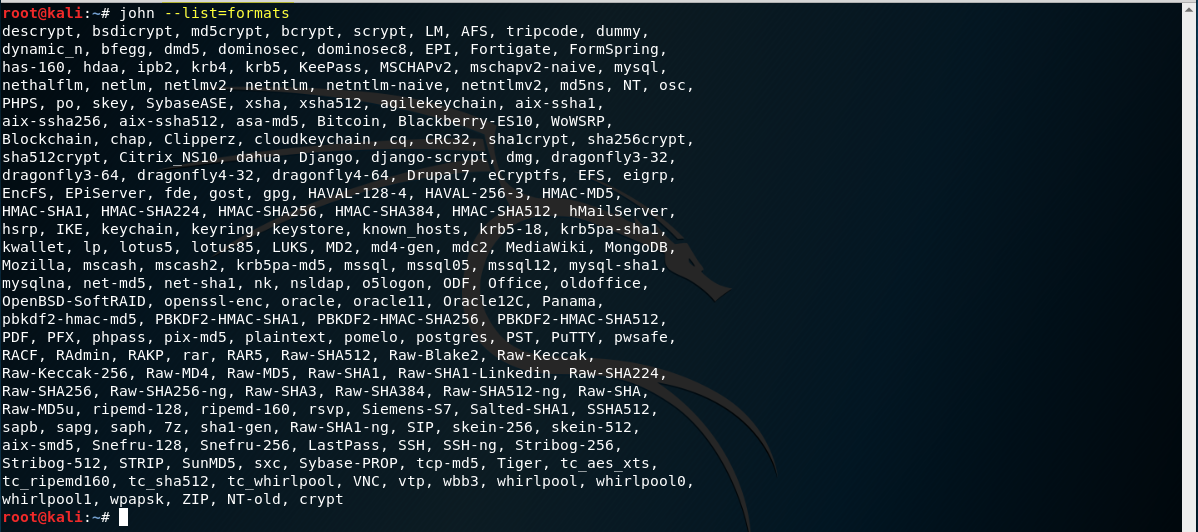 root@kali:~# john --list=formats
descrypt, bsdicrypt, md5crypt, bcrypt, scrypt, LM, AFS, tripcode, dummy,
dynamic_n, bfegg, dmd5, dominosec, dominosec8, EPI, Fortigate, FormSpring,
has-160, hdaa, ipb2, krb4, krb5, KeePass, MSCHAPv2, mschapv2-naive, mysql,
nethalflm, netlm, netlmv2, netntlm, netntlm-naive, netntlmv2, md5ns, NT, osc,
PHPS, po, skey, SybaseASE, xsha, xsha512, agilekeychain, aix-ssha1,
aix-ssha256, aix-ssha512, asa-md5, Bitcoin, Blackberry-ES10, WoWSRP,
Blockchain, chap, Clipperz, cloudkeychain, cq, CRC32, sha1crypt, sha256crypt,
sha512crypt, Citrix_NS10, dahua, Django, django-scrypt, dmg, dragonfly3-32,
dragonfly3-64, dragonfly4-32, dragonfly4-64, Drupal7, eCryptfs, EFS, eigrp,
EncFS, EPiServer, fde, gost, gpg, HAVAL-128-4, HAVAL-256-3, HMAC-MD5,
HMAC-SHA1, HMAC-SHA224, HMAC-SHA256, HMAC-SHA384, HMAC-SHA512, hMailServer,
hsrp, IKE, keychain, keyring, keystore, known_hosts, krb5-18, krb5pa-sha1,
kwallet, lp, lotus5, lotus85, LUKS, MD2, md4-gen, mdc2, MediaWiki, MongoDB,
Mozilla, mscash, mscash2, krb5pa-md5, mssql, mssql05, mssql12, mysql-sha1,
mysqlna, net-md5, net-sha1, nk, nsldap, o5logon, ODF, Office, oldoffice,
OpenBSD-SoftRAID, openssl-enc, oracle, oracle11, Oracle12C, Panama,
pbkdf2-hmac-md5, PBKDF2-HMAC-SHA1, PBKDF2-HMAC-SHA256, PBKDF2-HMAC-SHA512,
PDF, PFX, phpass, pix-md5, plaintext, pomelo, postgres, PST, PuTTY, pwsafe,
RACF, RAdmin, RAKP, rar, RAR5, Raw-SHA512, Raw-Blake2, Raw-Keccak,
Raw-Keccak-256, Raw-MD4, Raw-MD5, Raw-SHA1, Raw-SHA1-Linkedin, Raw-SHA224,
Raw-SHA256, Raw-SHA256-ng, Raw-SHA3, Raw-SHA384, Raw-SHA512-ng, Raw-SHA,
Raw-MD5u, ripemd-128, ripemd-160, rsvp, Siemens-S7, Salted-SHA1, SSHA512,
sapb, sapg, saph, 7z, sha1-gen, Raw-SHA1-ng, SIP, skein-256, skein-512,
aix-smd5, Snefru-128, Snefru-256, LastPass, SSH, SSH-ng, Stribog-256,
Stribog-512, STRIP, SunMD5, sxc, Sybase-PROP, tcp-md5, Tiger, tc_aes_xts,
tc_ripemd160, tc_sha512, tc_whirlpool, VNC, vtp, wbb3, whirlpool, whirlpool0,
whirlpool1, wpapsk, ZIP, NT-old, crypt
root@kali:~#